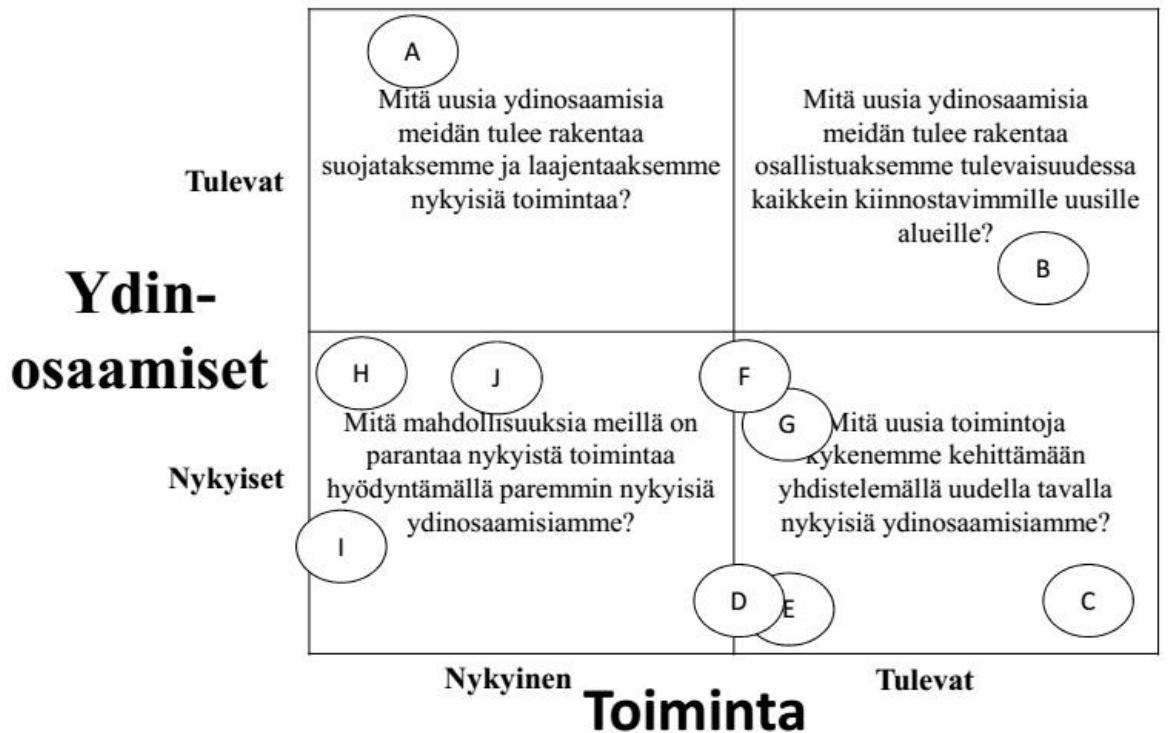 A
Mitä uusia ydinosaamisia
meidän tulee rakentaa
suojataksemme ja laajentaaksemme
nykyisiä toimintaa?
Mitä uusia ydinosaamisia
meidän tulee rakentaa
osallistuaksemme tulevaisuudessa
kaikkein kiinnostavimmille uusille
alueille?
B
Tulevat
Ydin-
osaamiset
Nykyiset
H
J
F
G
Mitä mahdollisuuksia meillä on
parantaa nykyistä toimintaa
hyödyntämällä paremmin nykyisiä
ydinosaamisiamme?
Mitä uusia toimintoja
kykenemme kehittämään
yhdistelemällä uudella tavalla
nykyisiä ydinosaamisiamme?
I
D
E
C
Nykyinen
Tulevat
Toiminta